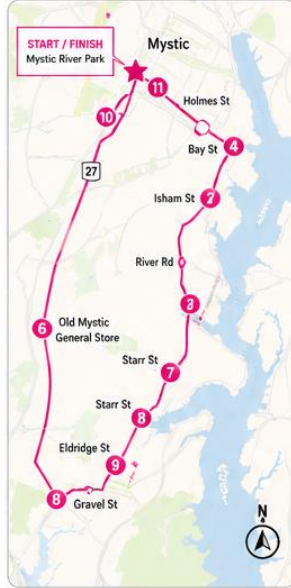 START / FINISH
Mystic River Park
Mystic
11
Holmes St
10
4
Bay St
27
Isham St
River Rd
6
Old Mystic
General Store
Starr St
7
Starr St
8
Eldridge St
9
8
Gravel St
N